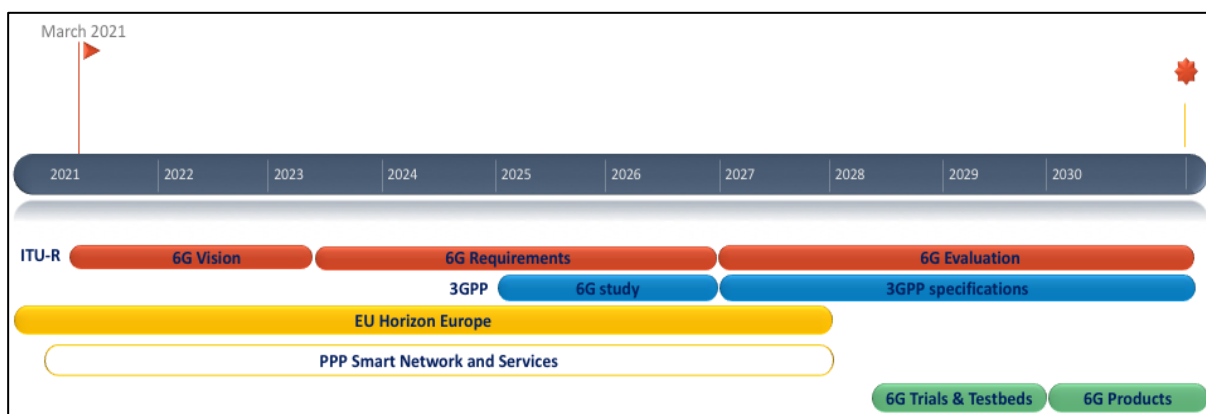 March 2021
2021 2022 2023 2024 2025 2026 2027 2028 2029 2030
ITU-R 6G Vision 6G Requirements 6G Evaluation
3GPP 6G study 3GPP specifications
EU Horizon Europe
PPP Smart Network and Services
6G Trials & Testbeds 6G Products